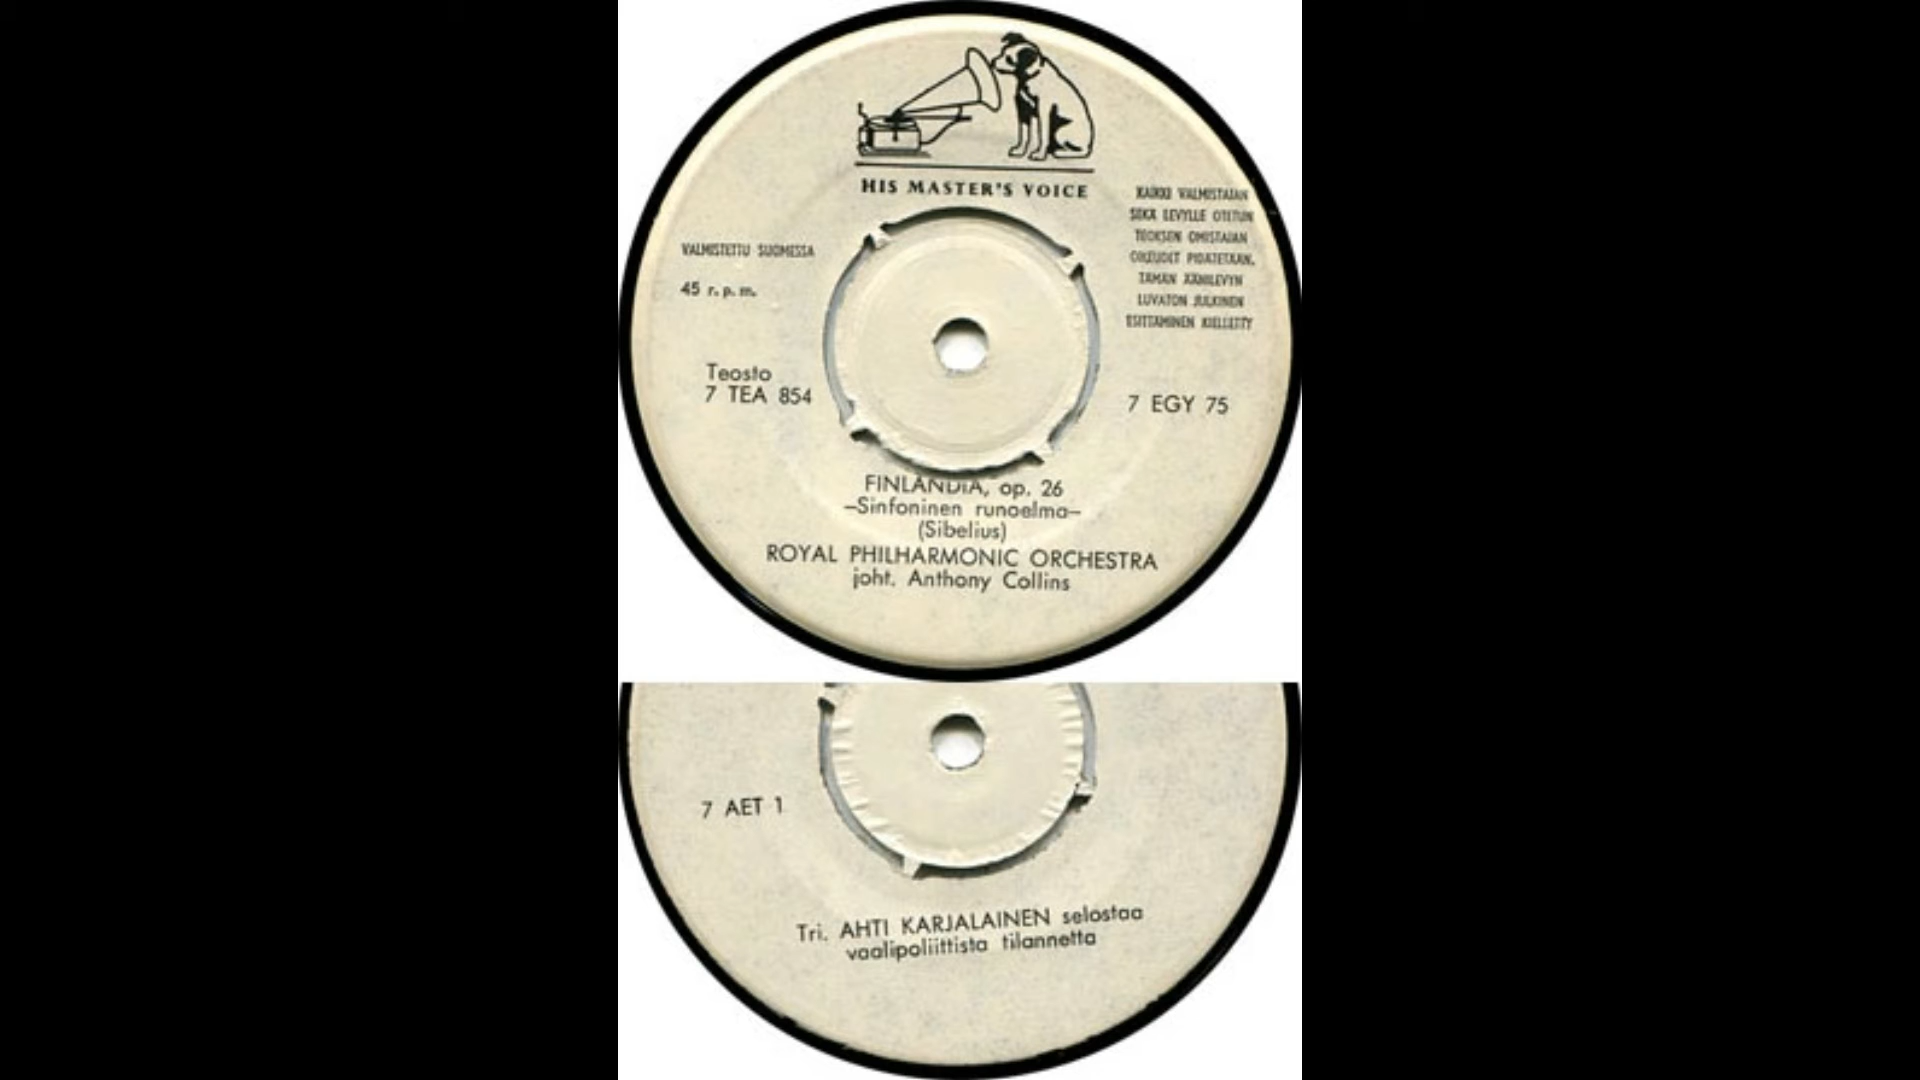 HIS MASTER'S VOICE
VALMISTETTU SUOMESSA
45 r. p. m.
KAIKKI VALMISTAJAN
SEKÄ LEVYLLE OTETUN
TEOKSEN OMISTAJAN
OIKEUDET PIDÄTETÄÄN.
TÄMÄN ÄÄNILEVYN
LUVATON JULKINEN
ESITTÄMINEN KIELLETTY
Teosto
7 TEA 854
7 EGY 75
FINLANDIA, op. 26
–Sinfoninen runoelma–
(Sibelius)
ROYAL PHILHARMONIC ORCHESTRA
joht. Anthony Collins
7 AET 1
Tri. AHTI KARJALAINEN selostaa
vaalipoliittista tilannetta